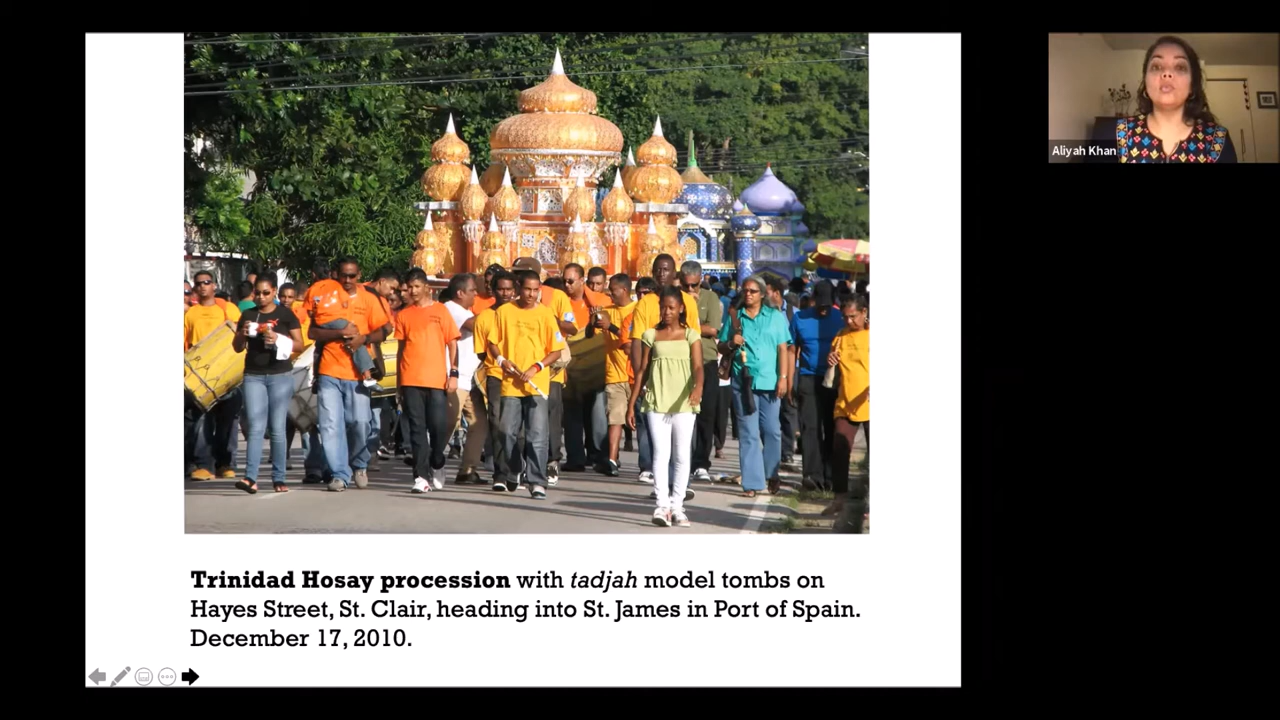 Aliyah Khan
Trinidad Hosay procession with tadjah model tombs on
Hayes Street, St. Clair, heading into St. James in Port of Spain.
December 17, 2010.